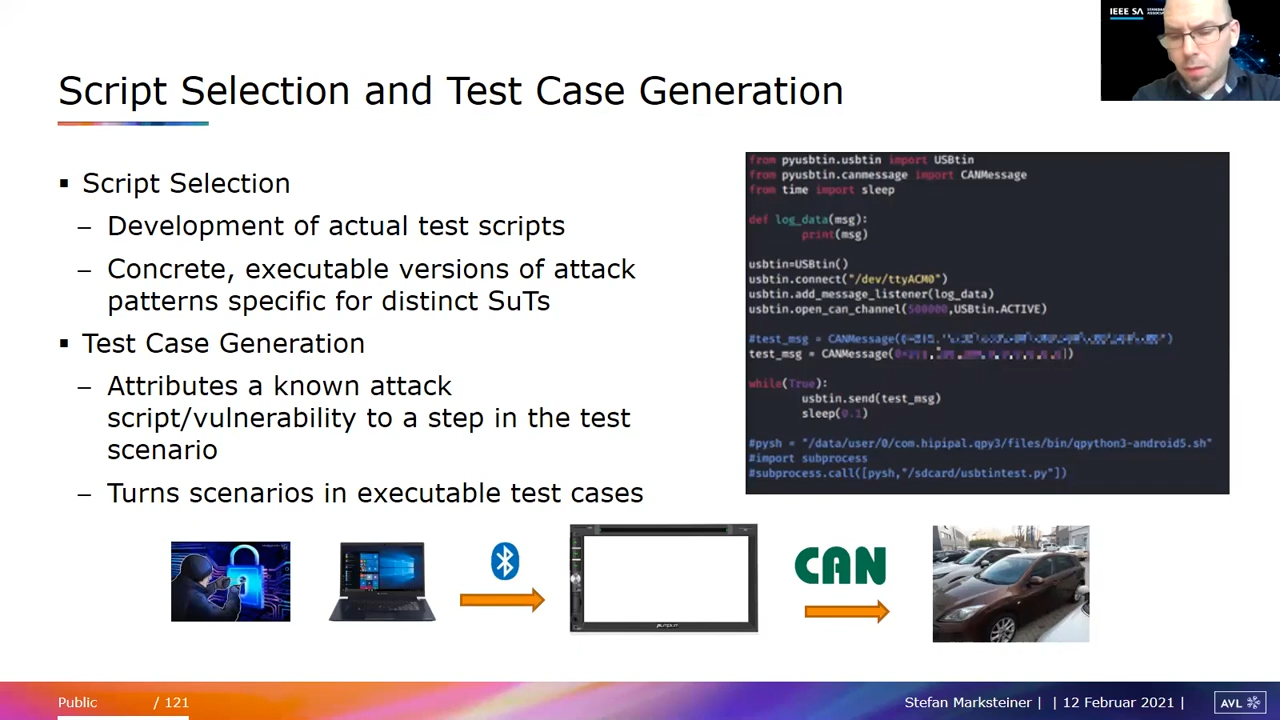 IEEE SA
Script Selection and Test Case Generation
▪ Script Selection
– Development of actual test scripts
– Concrete, executable versions of attack
patterns specific for distinct SuTs
▪ Test Case Generation
– Attributes a known attack
script/vulnerability to a step in the test
scenario
– Turns scenarios in executable test cases
from pyusbtin.usbtin import USBtin
from pyusbtin.canmessage import CANMessage
from time import sleep
def log_data(msg):
print(msg)
usbtin=USBtin()
usbtin.connect("/dev/ttyACM0")
usbtin.add_message_listener(log_data)
usbtin.open_can_channel(500000,USBtin.ACTIVE)
#test_msg = CANMessage(
test_msg = CANMessage(
while(True):
usbtin.send(test_msg)
sleep(0.1)
#pysh = "/data/user/0/com.hipipal.qpy3/files/bin/qpython3-android5.sh"
#import subprocess
#subprocess.call([pysh,"/sdcard/usbtintest.py"])
CAN
Public / 121
Stefan Marksteiner | | 12 Februar 2021 |
AVL